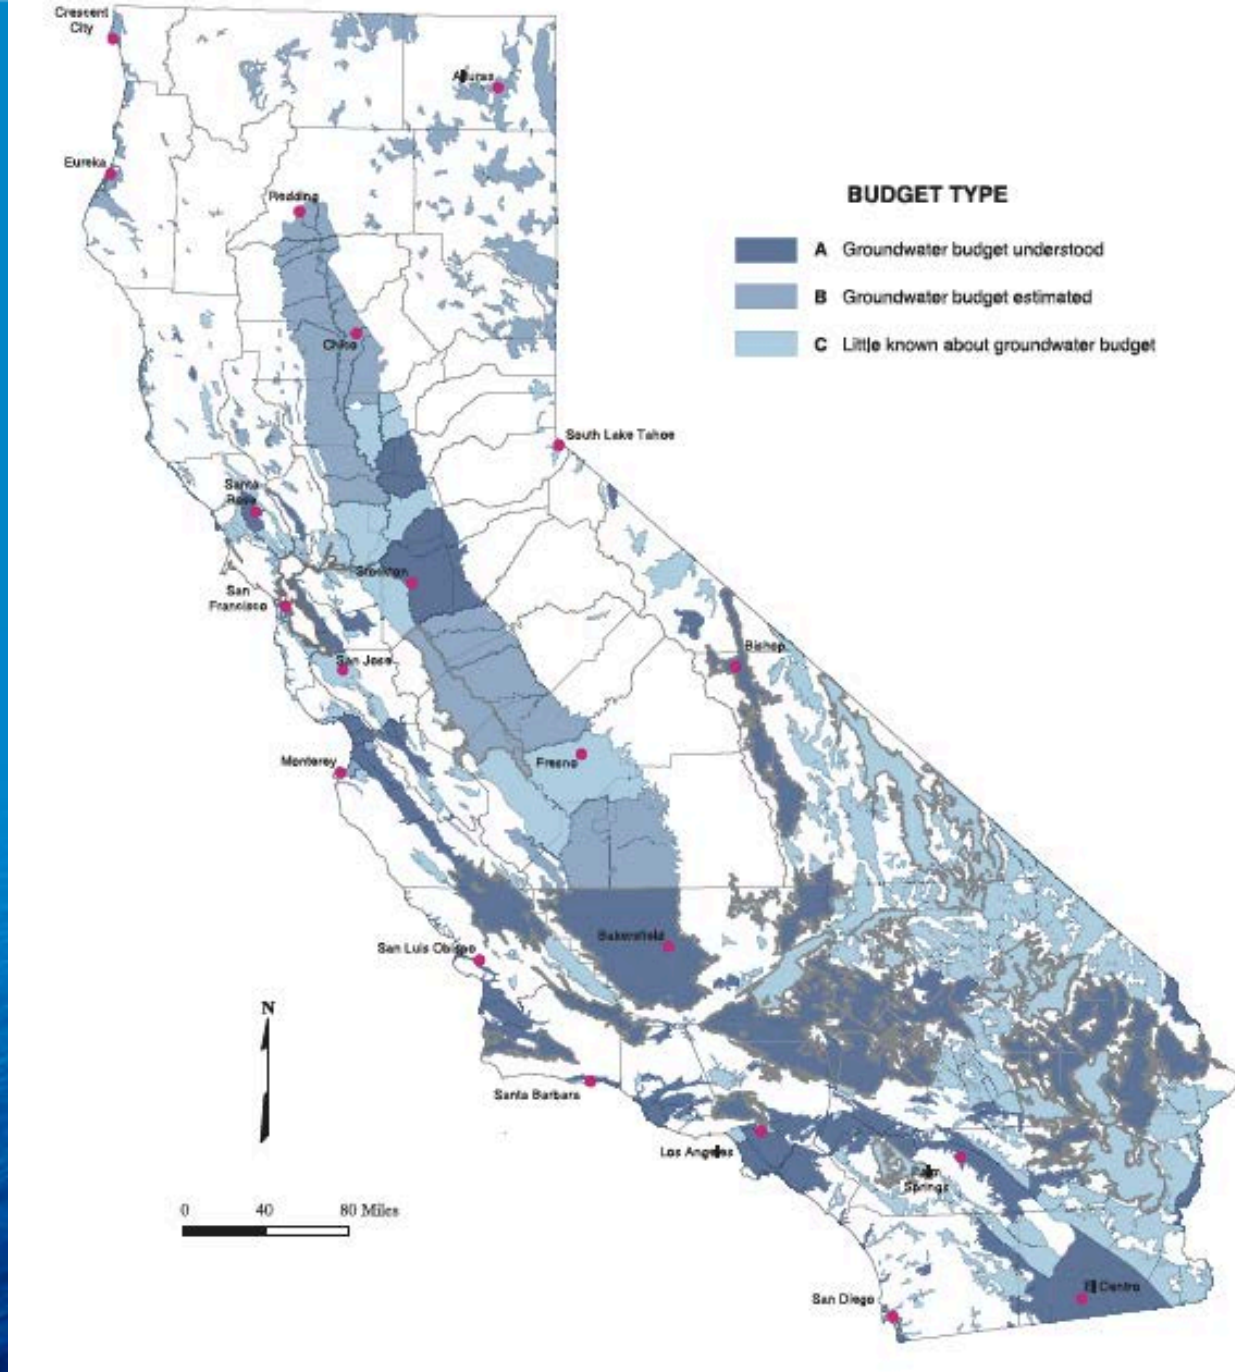 Crescent
City
Alturas
Eureka
Redding
BUDGET TYPE
A Groundwater budget understood
B Groundwater budget estimated
C Little known about groundwater budget
Chico
South Lake Tahoe
Santa
Rosa
Stockton
San
Francisco
Bishop
San Jose
Monterey
Fresno
Bakersfield
San Luis Obispo
N
Santa Barbara
Los Angeles
Palm
Springs
0 40 80 Miles
San Diego
El Centro